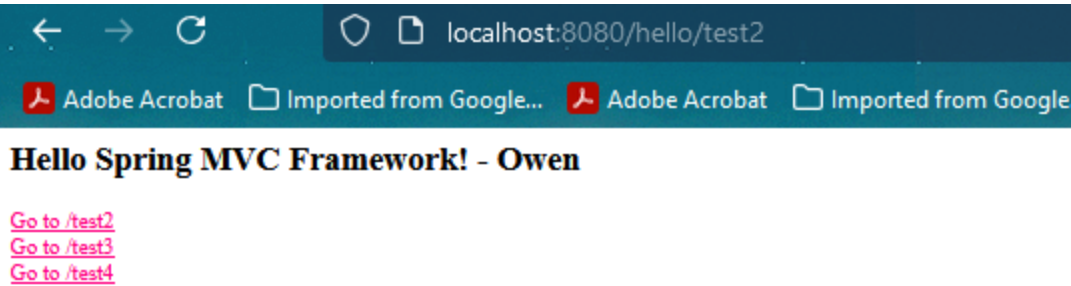 localhost:8080/hello/test2
Adobe Acrobat Imported from Google... Adobe Acrobat Imported from Google
Hello Spring MVC Framework! - Owen
Go to /test2
Go to /test3
Go to /test4